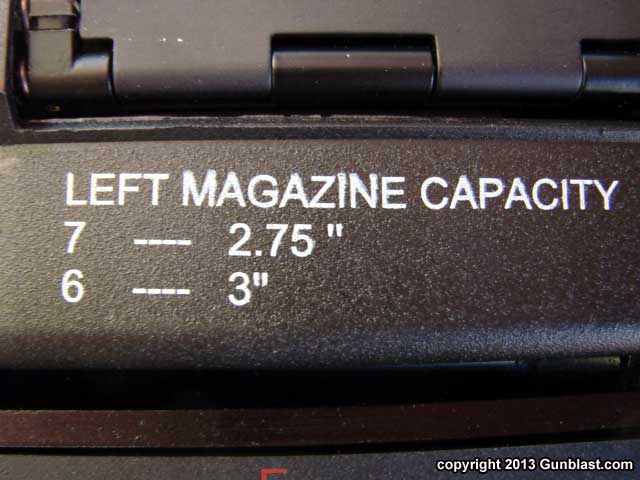 LEFT MAGAZINE CAPACITY
7 ---- 2.75 "
6 ---- 3"
copyright 2013 Gunblast.com